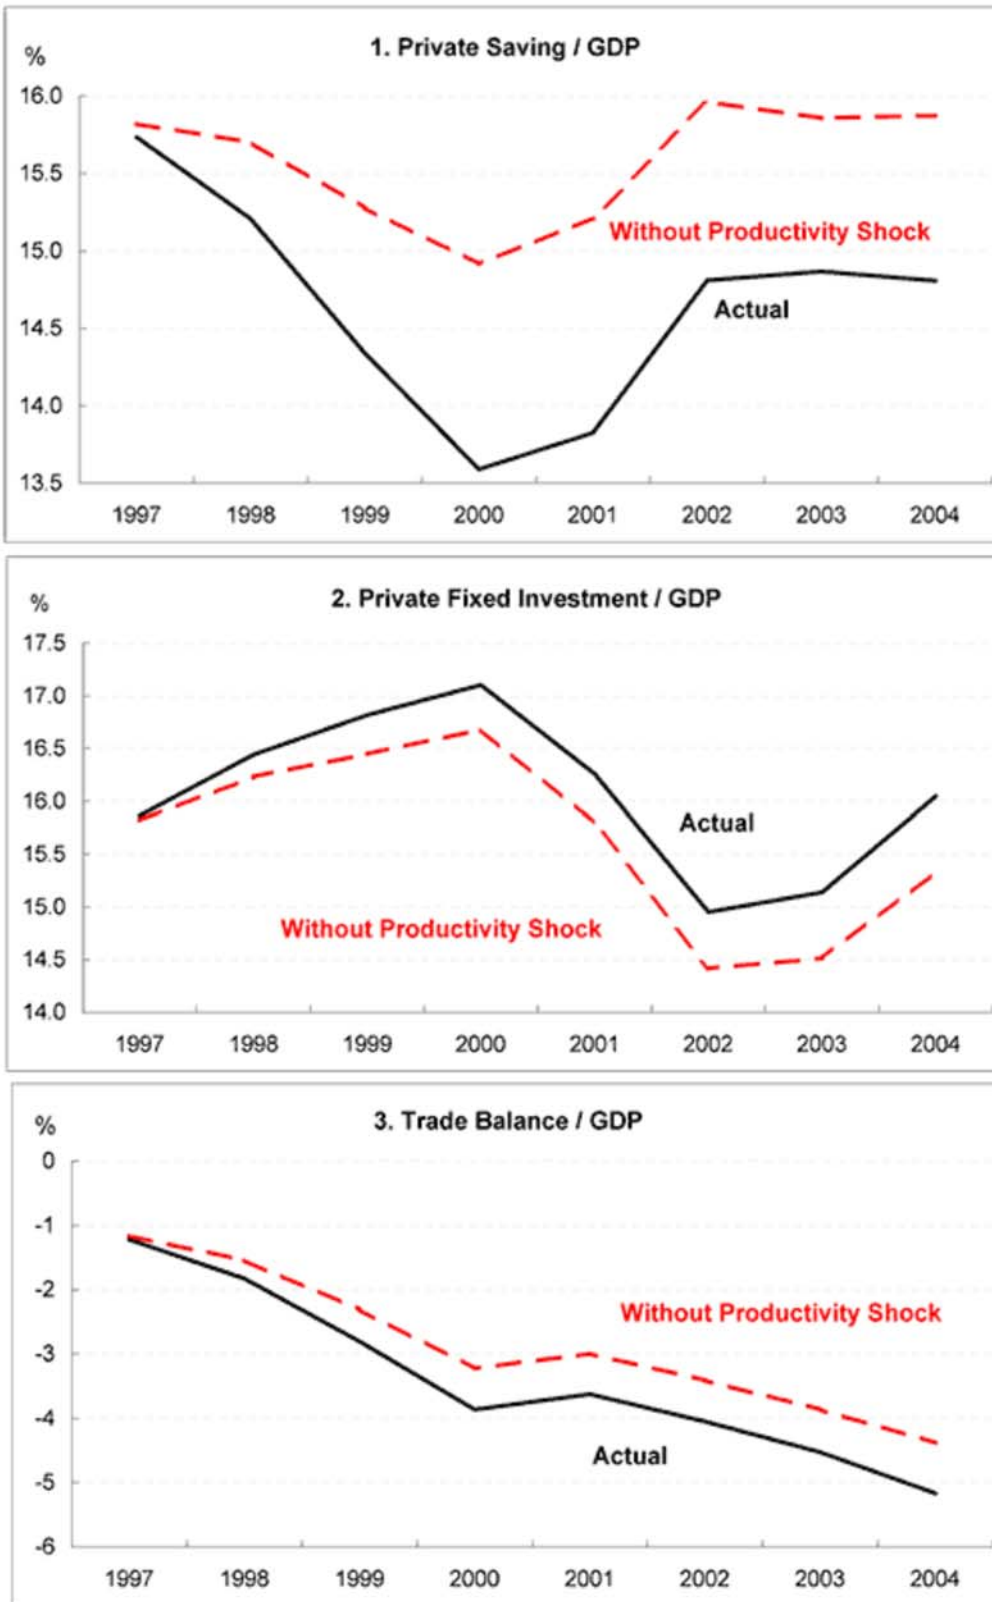 1. Private Saving / GDP
%
16.0
15.5
15.0
14.5
14.0
13.5
Without Productivity Shock
Actual
1997 1998 1999 2000 2001 2002 2003 2004
2. Private Fixed Investment / GDP
%
17.5
17.0
16.5
16.0
15.5
15.0
14.5
14.0
Actual
Without Productivity Shock
1997 1998 1999 2000 2001 2002 2003 2004
3. Trade Balance / GDP
%
0
-1
-2
-3
-4
-5
-6
Without Productivity Shock
Actual
1997 1998 1999 2000 2001 2002 2003 2004